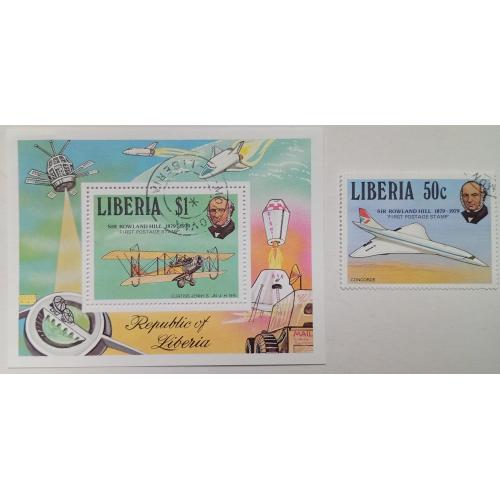 LIBERIA $1
SIR ROWLAND HILL 1879-1979
FIRST POSTAGE STAMP
Republic of
Liberia
MAIL
LIBERIA 50c
SIR ROWLAND HILL 1879-1979
FIRST POSTAGE STAMP
CONCORDE